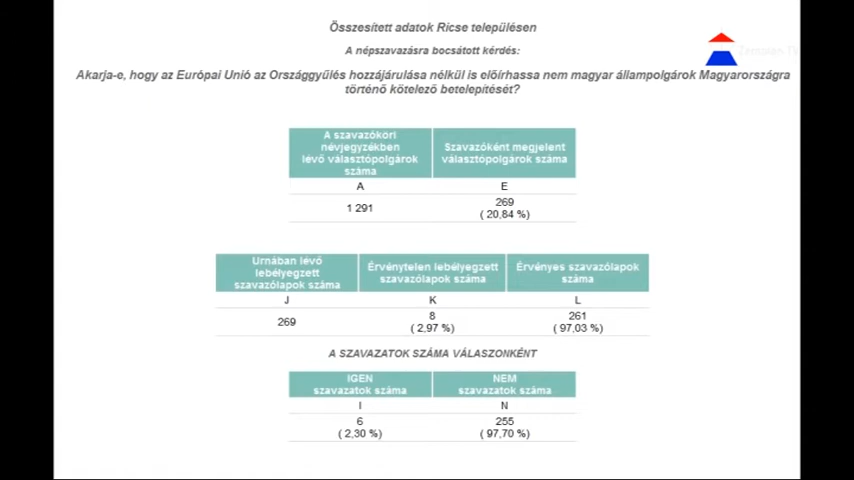 Összesített adatok Ricse településen
A népszavazásra bocsátott kérdés:
Akarja-e, hogy az Európai Unió az Országgyűlés hozzájárulása nélkül is előírhassa nem magyar állampolgárok Magyarországra
történő kötelező betelepítését?
Zemplén TV
A szavazóköri
névjegyzékben
lévő választópolgárok
száma
Szavazóként megjelent
választópolgárok száma
A
E
1 291
269
( 20,84 %)
Urnában lévő
lebélyegzett
szavazólapok száma
Érvénytelen lebélyegzett
szavazólapok száma
Érvényes szavazólapok
száma
J
K
L
269
8
( 2,97 %)
261
( 97,03 %)
A SZAVAZATOK SZÁMA VÁLASZONKÉNT
IGEN
szavazatok száma
NEM
szavazatok száma
I
N
6
( 2,30 %)
255
( 97,70 %)